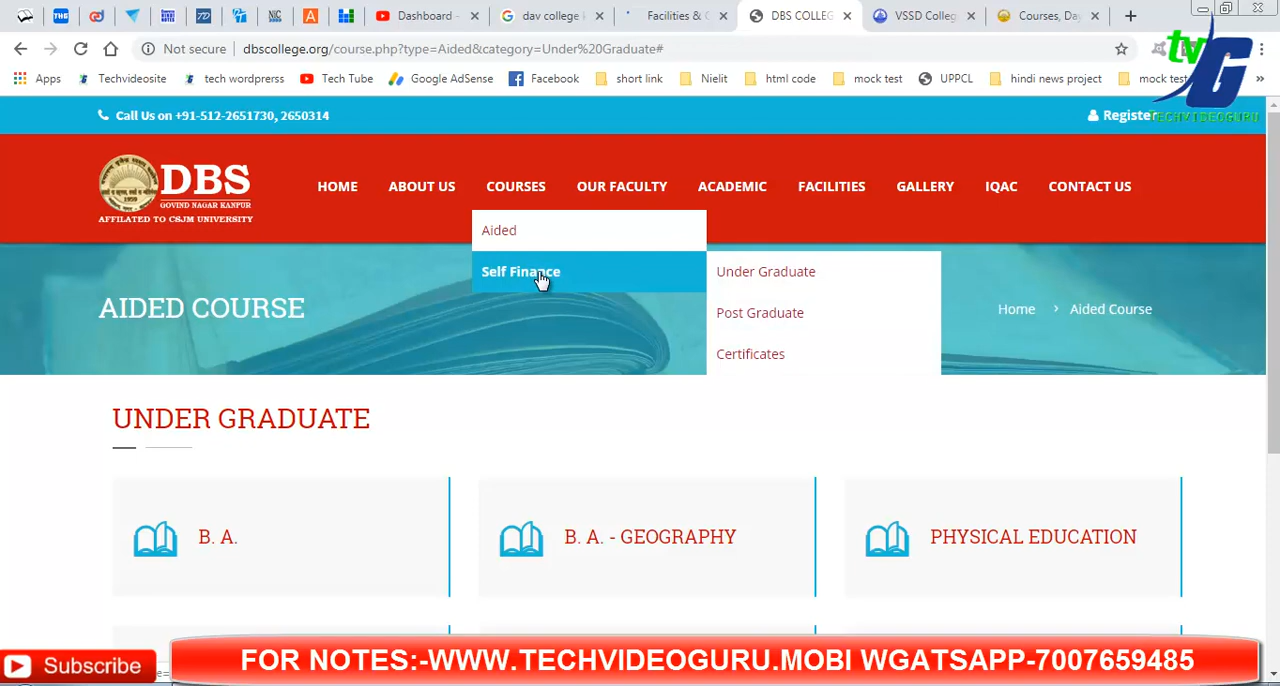 Dashboard -
dav college k
Facilities & C
DBS COLLEG
VSSD Colleg
Courses, Da
Not secure
dbscollege.org/course.php?type=Aided&category=Under%20Graduate#
Apps
Techvideosite
tech wordprerss
Tech Tube
Google AdSense
Facebook
short link
Nielit
html code
mock test
UPPCL
hindi news project
mock test
tv G
TECHVIDEOGURU
Call Us on +91-512-2651730, 2650314
Register
DBS
GOVIND NAGAR KANPUR
AFFILATED TO CSJM UNIVERSITY
HOME
ABOUT US
COURSES
OUR FACULTY
ACADEMIC
FACILITIES
GALLERY
IQAC
CONTACT US
Aided
Self Finance
Under Graduate
Post Graduate
Certificates
AIDED COURSE
Home > Aided Course
UNDER GRADUATE
B. A.
B. A. - GEOGRAPHY
PHYSICAL EDUCATION
Subscribe
FOR NOTES:-WWW.TECHVIDEOGURU.MOBI WGATSAPP-7007659485